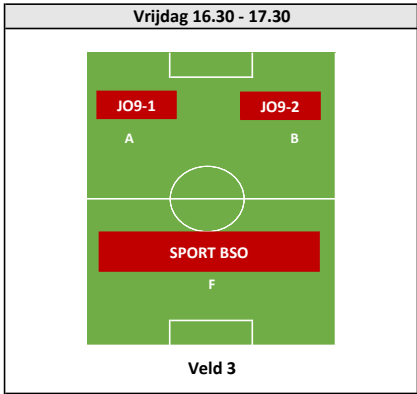 Vrijdag 16.30 - 17.30
JO9-1 JO9-2
A B
SPORT BSO
F
Veld 3